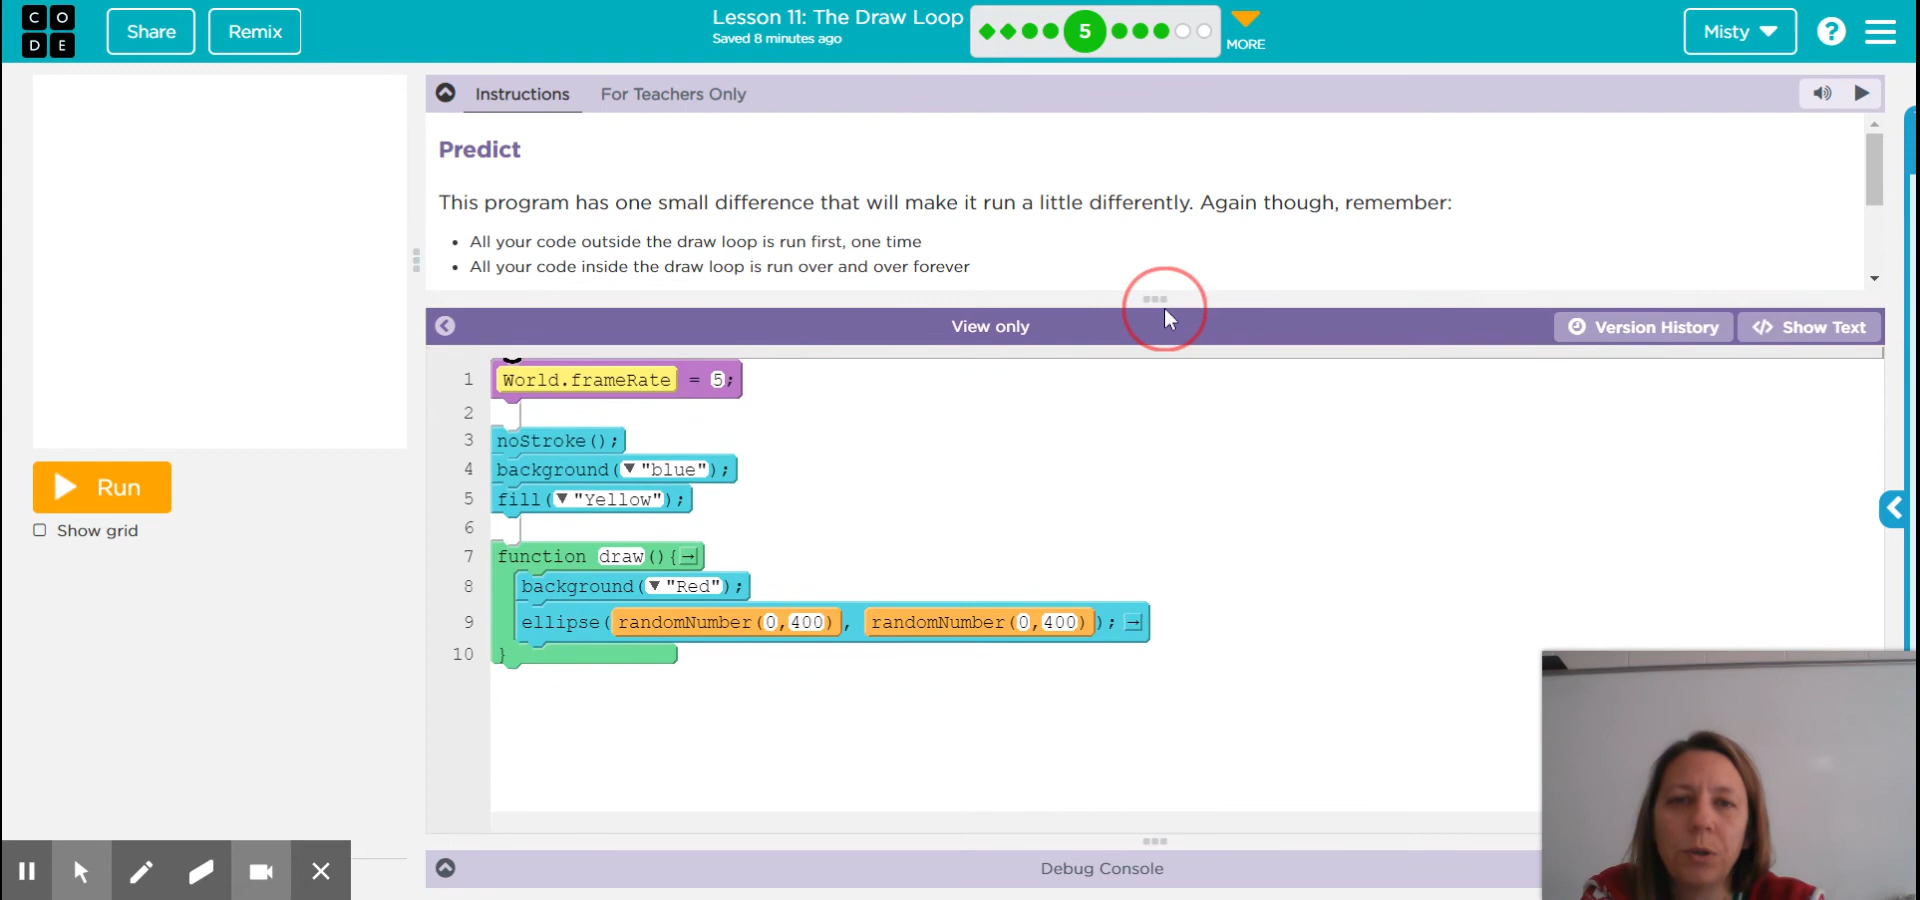 CODE
Share
Remix
Lesson 11: The Draw Loop
Saved 8 minutes ago
5
MORE
Misty
?
Instructions
For Teachers Only
Predict
This program has one small difference that will make it run a little differently. Again though, remember:
All your code outside the draw loop is run first, one time
All your code inside the draw loop is run over and over forever
View only
Version History
</> Show Text
1 World.frameRate = 5;
2
3 noStroke();
4 background(▼"blue");
5 fill(▼"Yellow");
6
7 function draw(){→
8 background(▼"Red");
9 ellipse(randomNumber(0,400), randomNumber(0,400));→
10 }
Run
Show grid
Debug Console